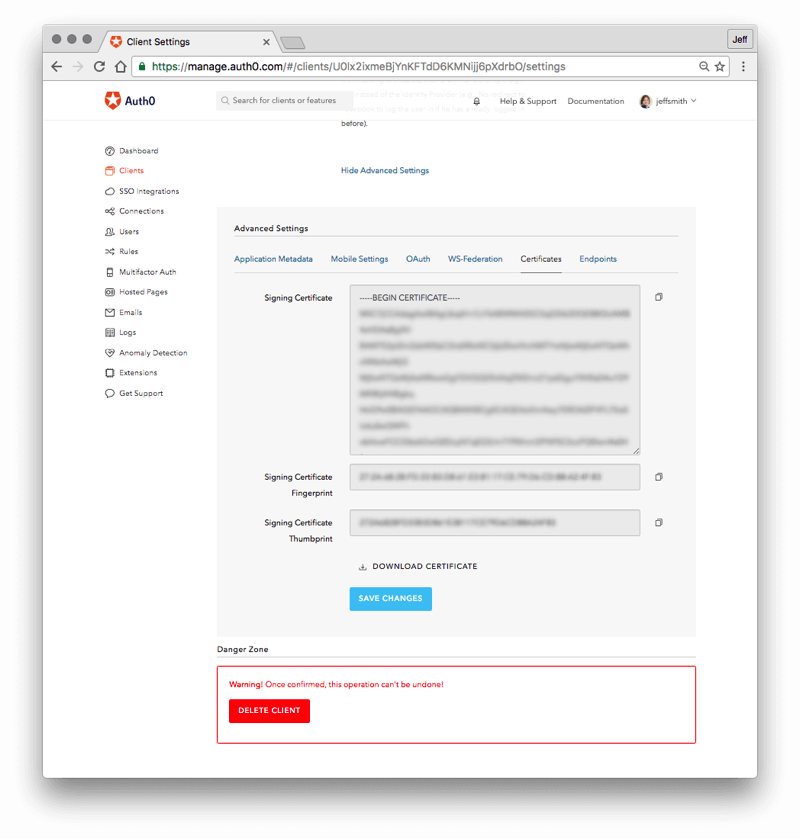 Client Settings
Jeff
https://manage.auth0.com/#/clients/U0lx2ixmeBjYnKFTdD6KMNijj6pXdrbO/settings
Auth0
Search for clients or features
Help & Support
Documentation
jeffsmith
before).
Dashboard
Clients
SSO Integrations
Connections
Users
Rules
Multifactor Auth
Hosted Pages
Emails
Logs
Anomaly Detection
Extensions
Get Support
Hide Advanced Settings
Advanced Settings
Application Metadata
Mobile Settings
OAuth
WS-Federation
Certificates
Endpoints
Signing Certificate
-----BEGIN CERTIFICATE-----
Signing Certificate
Fingerprint
Signing Certificate
Thumbprint
DOWNLOAD CERTIFICATE
SAVE CHANGES
Danger Zone
Warning! Once confirmed, this operation can't be undone!
DELETE CLIENT